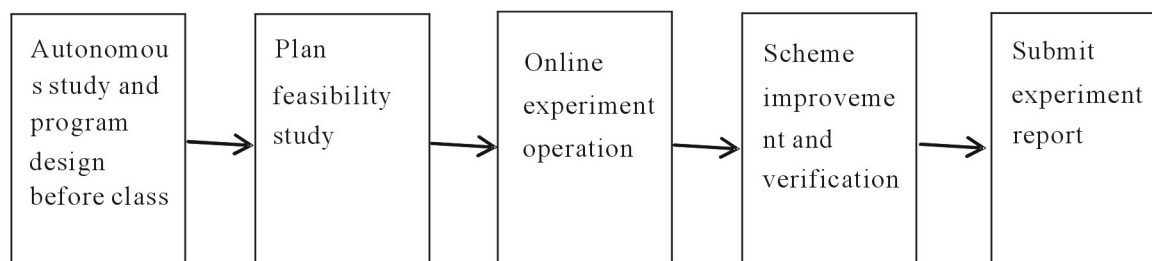 Autonomou
s study and
program
design
before class
Plan
feasibility
study
Online
experiment
operation
Scheme
improveme
nt and
verification
Submit
experiment
report